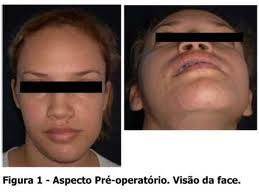 Figura 1 - Aspecto Pré-operatório. Visão da face.